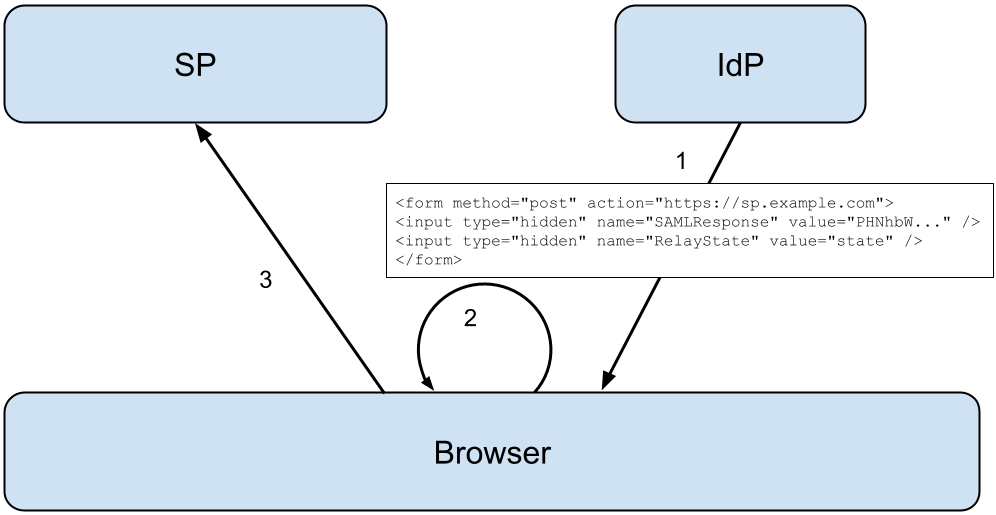 SP
IdP
1
<form method="post" action="https://sp.example.com">
<input type="hidden" name="SAMLResponse" value="PHNhbW..." />
<input type="hidden" name="RelayState" value="state" />
</form>
3
2
Browser